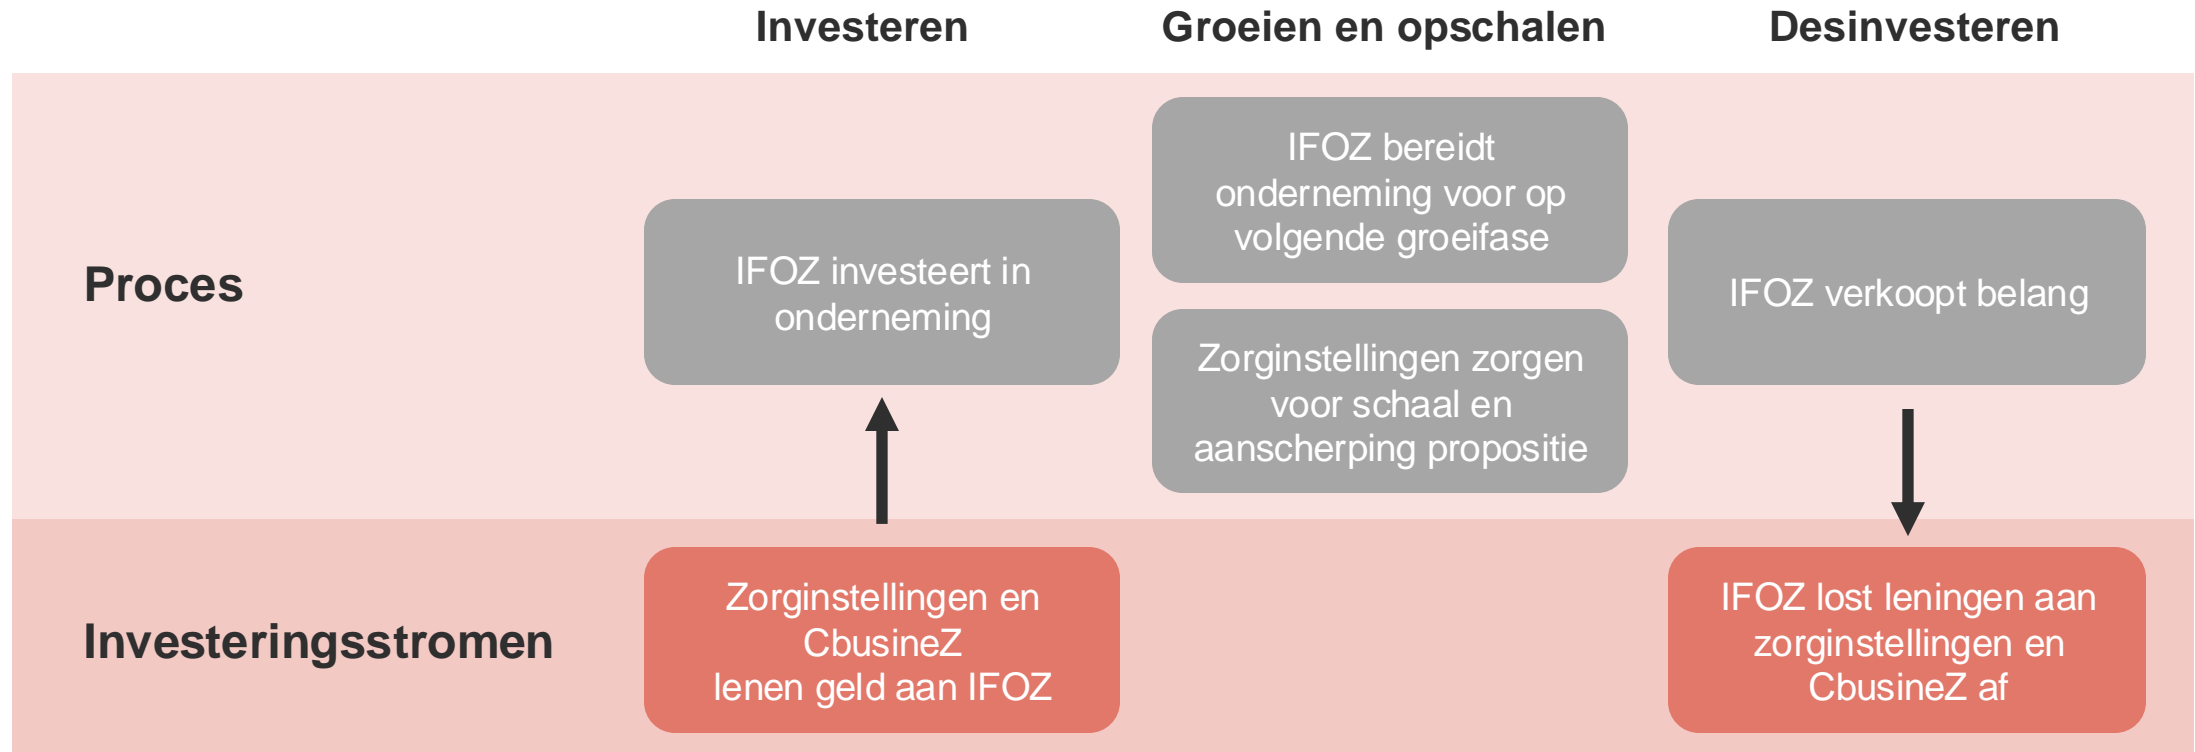 Investeren
Groeien en opschalen
Desinvesteren
Proces
IFOZ investeert in
onderneming
IFOZ bereidt
onderneming voor op
volgende groeifase
Zorginstellingen zorgen
voor schaal en
aanscherping propositie
IFOZ verkoopt belang
Investeringsstromen
Zorginstellingen en
CbusineZ
lenen geld aan IFOZ
IFOZ lost leningen aan
zorginstellingen en
CbusineZ af